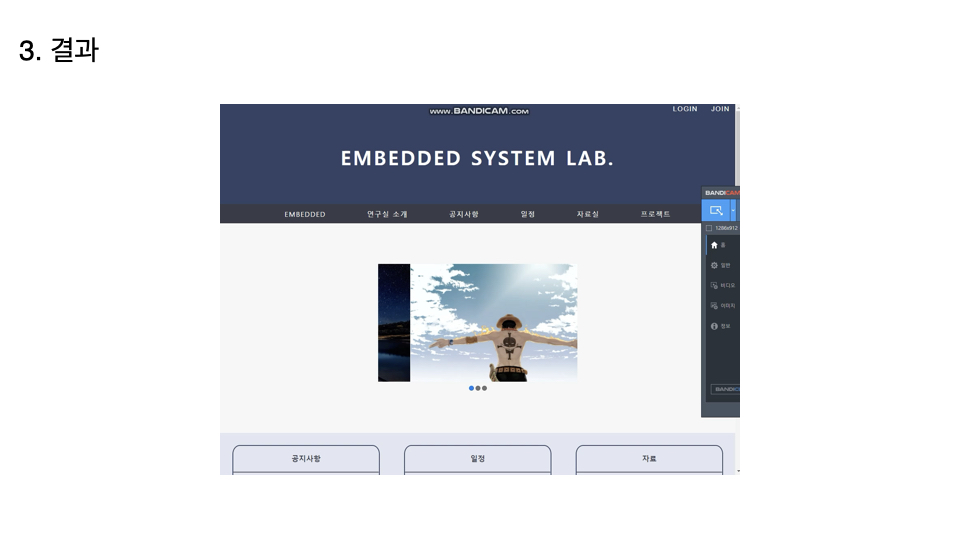 3. 결과
www.BANDICAM.com
LOGIN JOIN
EMBEDDED SYSTEM LAB.
EMBEDDED 연구실 소개 공지사항 일정 자료실 프로젝트
BANDICAM
1286x912
홈
일반
비디오
이미지
정보
공지사항 일정 자료